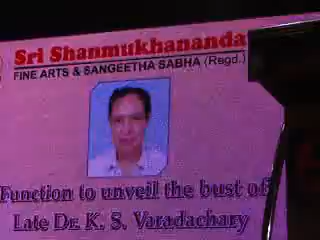 Sri Shanmukhananda
FINE ARTS & SANGEETHA SABHA (Regd.)
Function to unveil the bust of
Late Dr. K. S. Varadachary